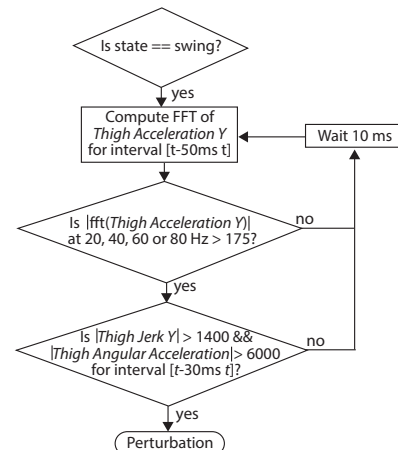 Is state == swing?
yes
Compute FFT of
Thigh Acceleration Y
for interval [t-50ms t]
Wait 10 ms
Is |fft(Thigh Acceleration Y)|
at 20, 40, 60 or 80 Hz > 175?
no
yes
Is |Thigh Jerk Y| > 1400 &&
|Thigh Angular Acceleration|> 6000
for interval [t-30ms t]?
no
yes
Perturbation